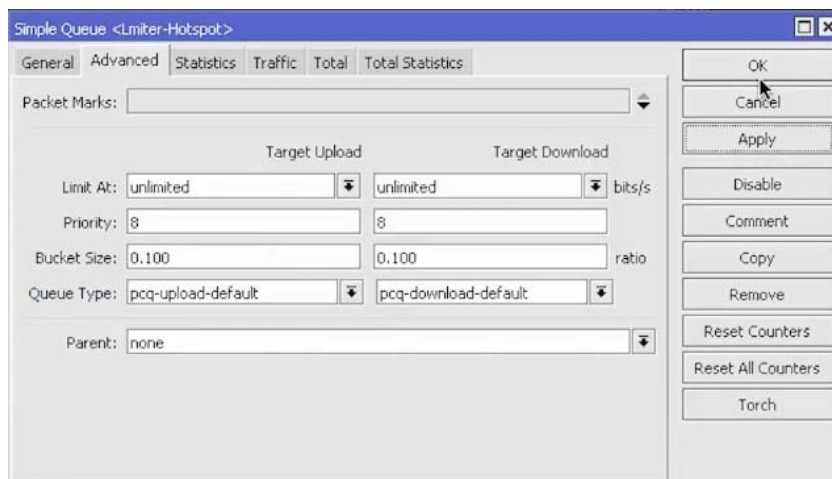 Simple Queue <Lmiter-Hotspot>
General Advanced Statistics Traffic Total Total Statistics
Packet Marks:
Target Upload Target Download
Limit At: unlimited unlimited bits/s
Priority: 8 8
Bucket Size: 0.100 0.100 ratio
Queue Type: pcq-upload-default pcq-download-default
Parent: none
OK
Cancel
Apply
Disable
Comment
Copy
Remove
Reset Counters
Reset All Counters
Torch